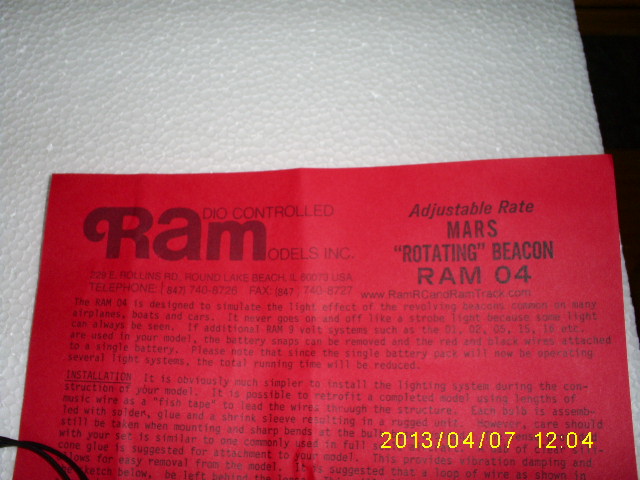 Ram DIO CONTROLLED
ODELS INC.
229 E. ROLLINS RD., ROUND LAKE BEACH, IL 60073 USA
TELEPHONE: (847) 740-8726 FAX: (847 740-8727
Adjustable Rate
MARS
"ROTATING" BEACON
RAM 04
www.RamRCandRamTrack.com
The RAM 04 is designed to simulate the light effect of the revolving beacons common on many
airplanes, boats and cars. It never goes on and off like a strobe light because some light
can always be seen. If additional RAM 9 volt systems such as the 01, 02, 05, 15, 16 etc.
are used in your model, the battery snaps can be removed and the red and black wires attached
to a single battery. Please note that since the single battery pack will now be operating
several light systems, the total running time will be reduced.
INSTALLATION It is obviously much simpler to install the lighting system during the con-
struction of your model. It is possible to retrofit a completed model using lengths of
music wire as a "fish tape" to lead the wires through the structure. Each bulb is assemb-
led with solder, glue and a shrink sleeve resulting in a rugged unit. However, care should
still be taken when mounting and sharp bends at the bul
with your set is similar to one commonly used in full s
cone glue is suggested for attachment to your model.
lows for easy removal from the model. This provides vibration damping and
sketch below, be left behind the It is suggested that a loop of wire as shown in
2013/04/07 12:04